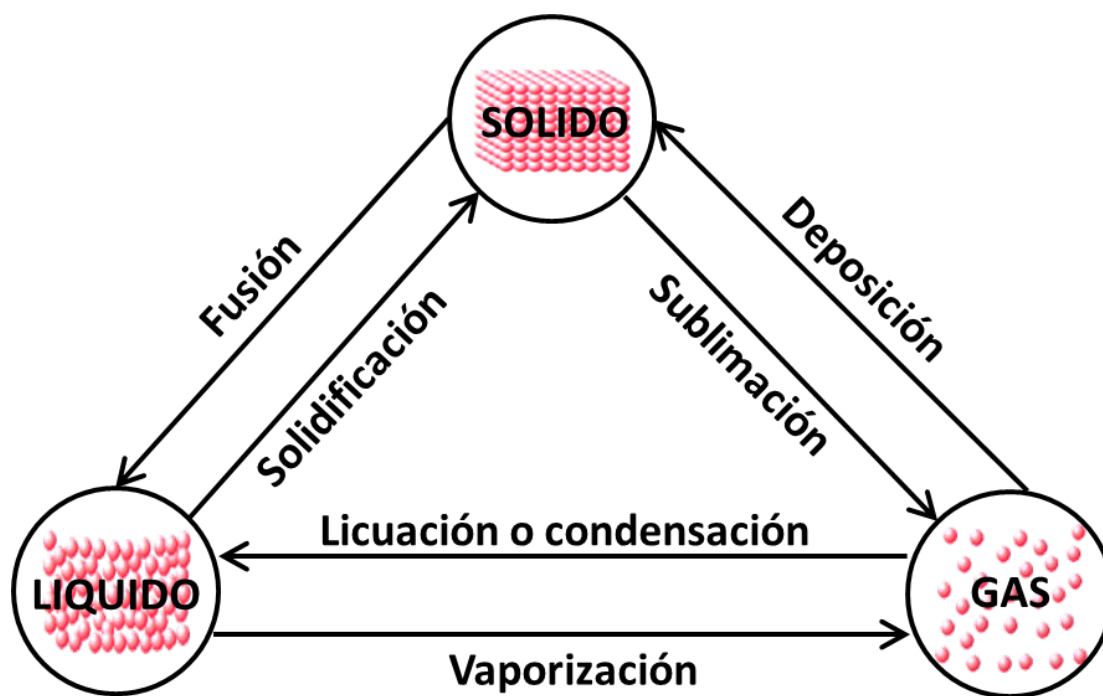 SOLIDO
Fusión
Solidificación
Sublimación
Deposición
Licuación o condensación
LIQUIDO
GAS
Vaporización